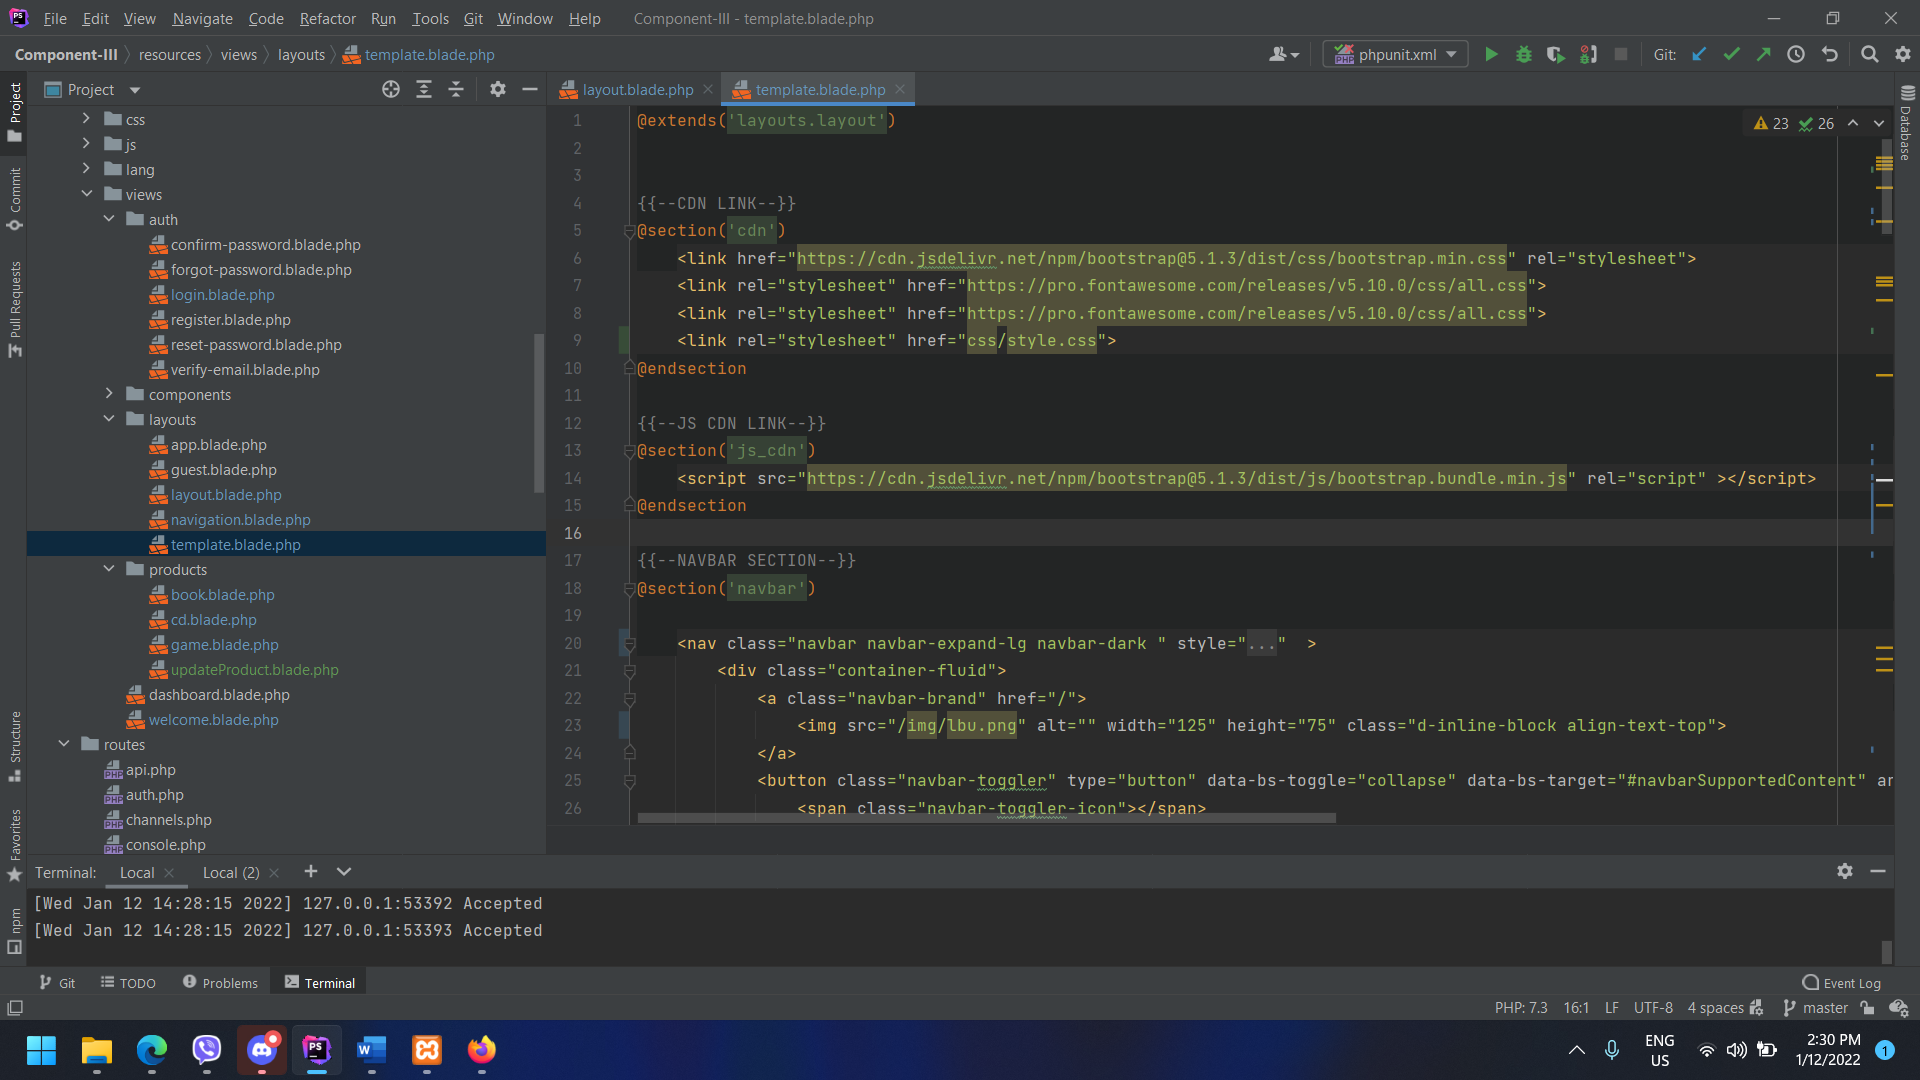 File Edit View Navigate Code Refactor Run Tools Git Window Help Component-III - template.blade.php
Component-III resources views layouts template.blade.php phpunit.xml Git:
Project
layout.blade.php template.blade.php
css
js
lang
views
auth
confirm-password.blade.php
forgot-password.blade.php
login.blade.php
register.blade.php
reset-password.blade.php
verify-email.blade.php
components
layouts
app.blade.php
guest.blade.php
layout.blade.php
navigation.blade.php
template.blade.php
products
book.blade.php
cd.blade.php
game.blade.php
updateProduct.blade.php
dashboard.blade.php
welcome.blade.php
routes
api.php
auth.php
channels.php
console.php
Project
Commit
Pull Requests
Structure
Favorites
npm
Database
23 26
1 @extends('layouts.layout')
2
3
4 {{--CDN LINK--}}
5 @section('cdn')
6 <link href="https://cdn.jsdelivr.net/npm/bootstrap@5.1.3/dist/css/bootstrap.min.css" rel="stylesheet">
7 <link rel="stylesheet" href="https://pro.fontawesome.com/releases/v5.10.0/css/all.css">
8 <link rel="stylesheet" href="https://pro.fontawesome.com/releases/v5.10.0/css/all.css">
9 <link rel="stylesheet" href="css/style.css">
10 @endsection
11
12 {{--JS CDN LINK--}}
13 @section('js_cdn')
14 <script src="https://cdn.jsdelivr.net/npm/bootstrap@5.1.3/dist/js/bootstrap.bundle.min.js" rel="script" ></script>
15 @endsection
16
17 {{--NAVBAR SECTION--}}
18 @section('navbar')
19
20 <nav class="navbar navbar-expand-lg navbar-dark " style="..." >
21 <div class="container-fluid">
22 <a class="navbar-brand" href="/">
23 <img src="/img/lbu.png" alt="" width="125" height="75" class="d-inline-block align-text-top">
24 </a>
25 <button class="navbar-toggler" type="button" data-bs-toggle="collapse" data-bs-target="#navbarSupportedContent" ar
26 <span class="navbar-toggler-icon"></span>
Terminal: Local Local (2)
[Wed Jan 12 14:28:15 2022] 127.0.0.1:53392 Accepted
[Wed Jan 12 14:28:15 2022] 127.0.0.1:53393 Accepted
Git TODO Problems Terminal Event Log
PHP: 7.3 16:1 LF UTF-8 4 spaces master
ENG
US
2:30 PM
1/12/2022
1